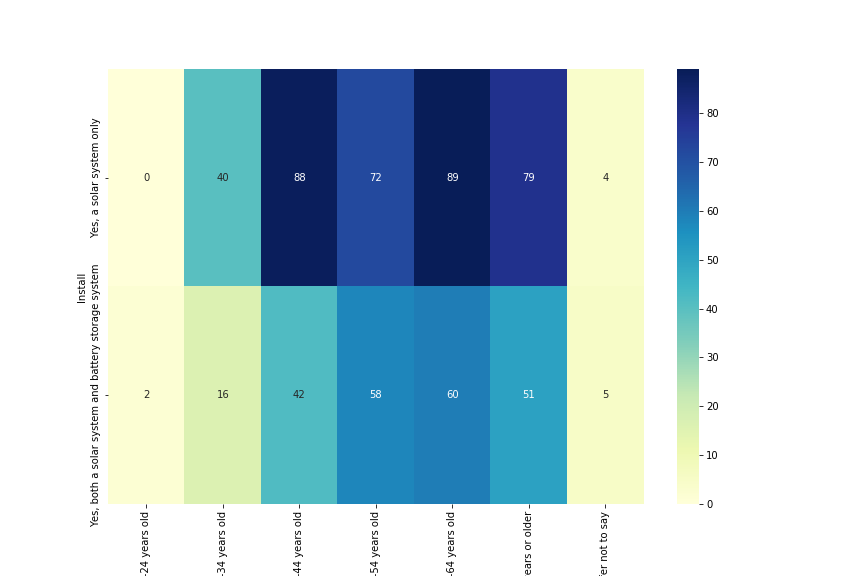 Install
Yes, a solar system only
Yes, both a solar system and battery storage system
0 40 88 72 89 79 4
2 16 42 58 60 51 5
-24 years old
-34 years old
-44 years old
-54 years old
-64 years old
ears or older
er not to say
80
70
60
50
40
30
20
10
0